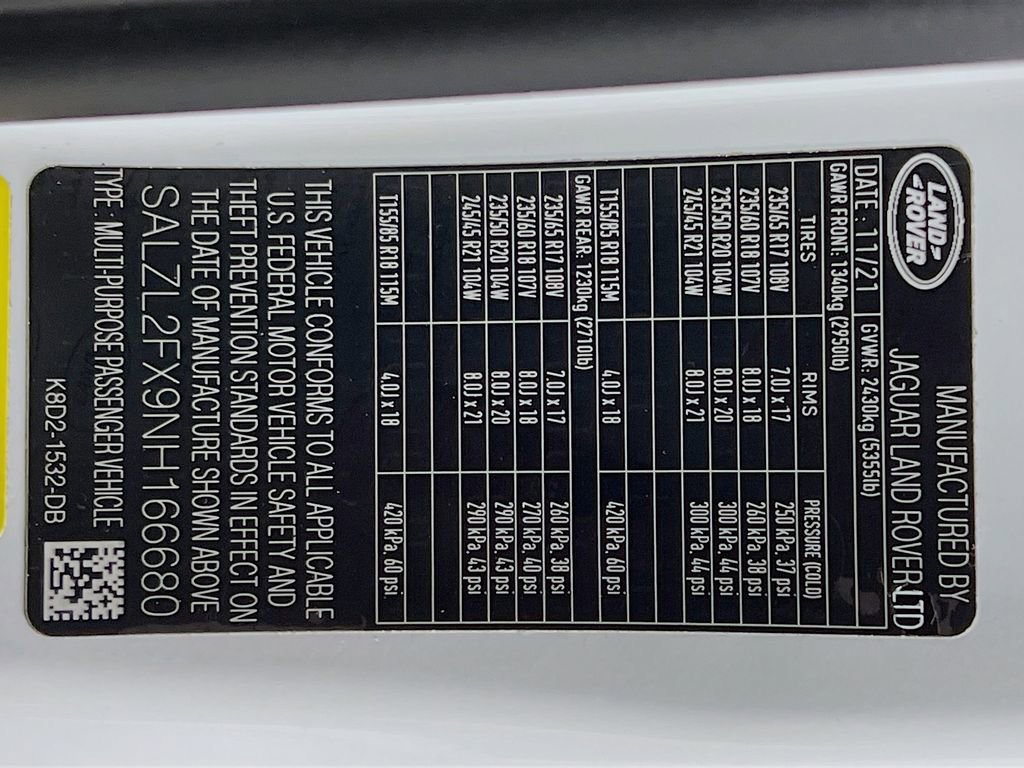 LAND-
-ROVER
MANUFACTURED BY
JAGUAR LAND ROVER LTD
DATE: 11/21 GVWR: 2430kg (5355lb)
GAWR FRONT: 1340kg (2950lb)
TIRES RIMS PRESSURE (COLD)
235/65 R17 108V 7.0J x 17 250 KPa, 37 psi
235/60 R18 107V 8.0J x 18 260 KPa, 38 psi
235/50 R20 104W 8.0J x 20 300 KPa, 44 psi
245/45 R21 104W 8.0J x 21 300 KPa, 44 psi
T155/85 R18 115M 4.0J x 18 420 KPa, 60 psi
GAWR REAR: 1230kg (2710lb)
235/65 R17 108V 7.0J x 17 260 KPa, 38 psi
235/60 R18 107V 8.0J x 18 270 KPa, 40 psi
235/50 R20 104W 8.0J x 20 290 KPa, 43 psi
245/45 R21 104W 8.0J x 21 290 KPa, 43 psi
T155/85 R18 115M 4.0J x 18 420 KPa, 60 psi
THIS VEHICLE CONFORMS TO ALL APPLICABLE
U.S. FEDERAL MOTOR VEHICLE SAFETY AND
THEFT PREVENTION STANDARDS IN EFFECT ON
THE DATE OF MANUFACTURE SHOWN ABOVE
SALZL2FX9NH166680
TYPE: MULTI-PURPOSE PASSENGER VEHICLE
K8D2-1532-DB